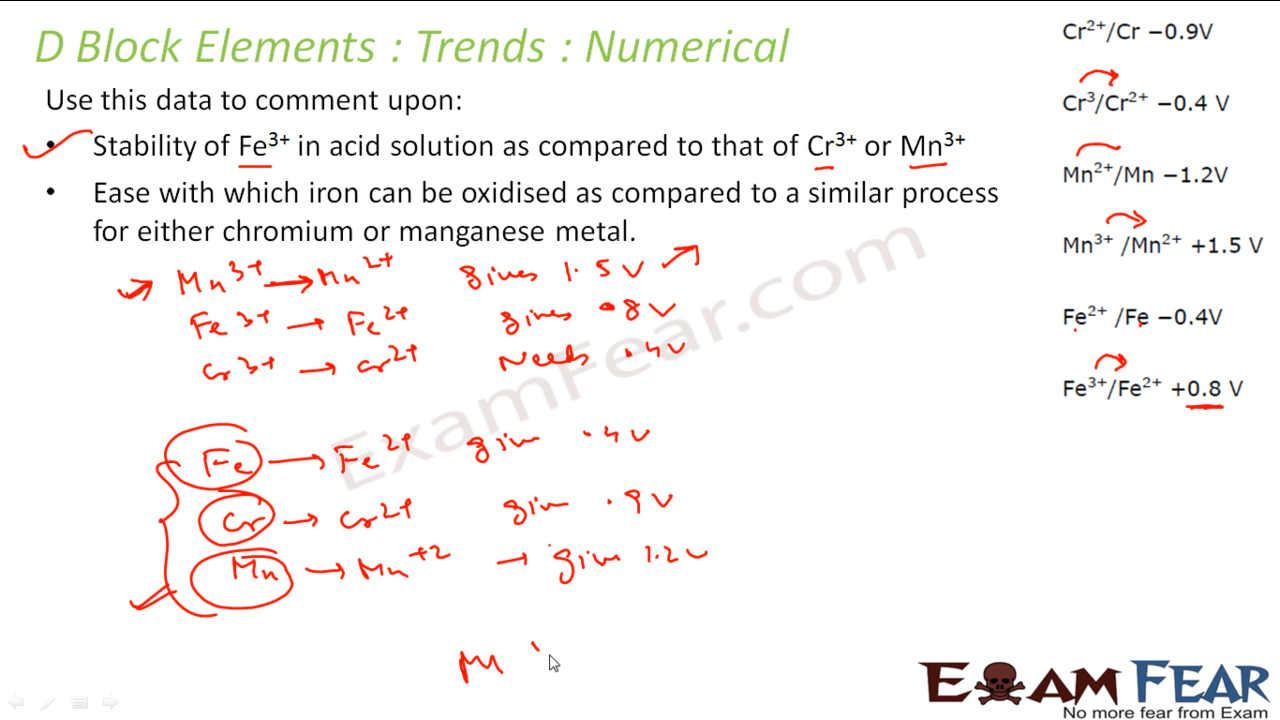 D Block Elements : Trends : Numerical
Use this data to comment upon:
• Stability of Fe³⁺ in acid solution as compared to that of Cr³⁺ or Mn³⁺
• Ease with which iron can be oxidised as compared to a similar process
for either chromium or manganese metal.
Mn³⁺ → Mn²⁺ gives 1.5 V
Fe³⁺ → Fe²⁺ gives .8 V
Cr³⁺ → Cr²⁺ Needs .4 V
Fe → Fe²⁺ give .4 V
Cr → Cr²⁺ give .9 V
Mn → Mn⁺² → give 1.2 V
M
Cr²⁺/Cr −0.9V
Cr³/Cr²⁺ −0.4 V
Mn²⁺/Mn −1.2V
Mn³⁺ /Mn²⁺ +1.5 V
Fe²⁺ /Fe −0.4V
Fe³⁺/Fe²⁺ +0.8 V
ExamFear.com
EXAM FEAR
No more fear from Exam